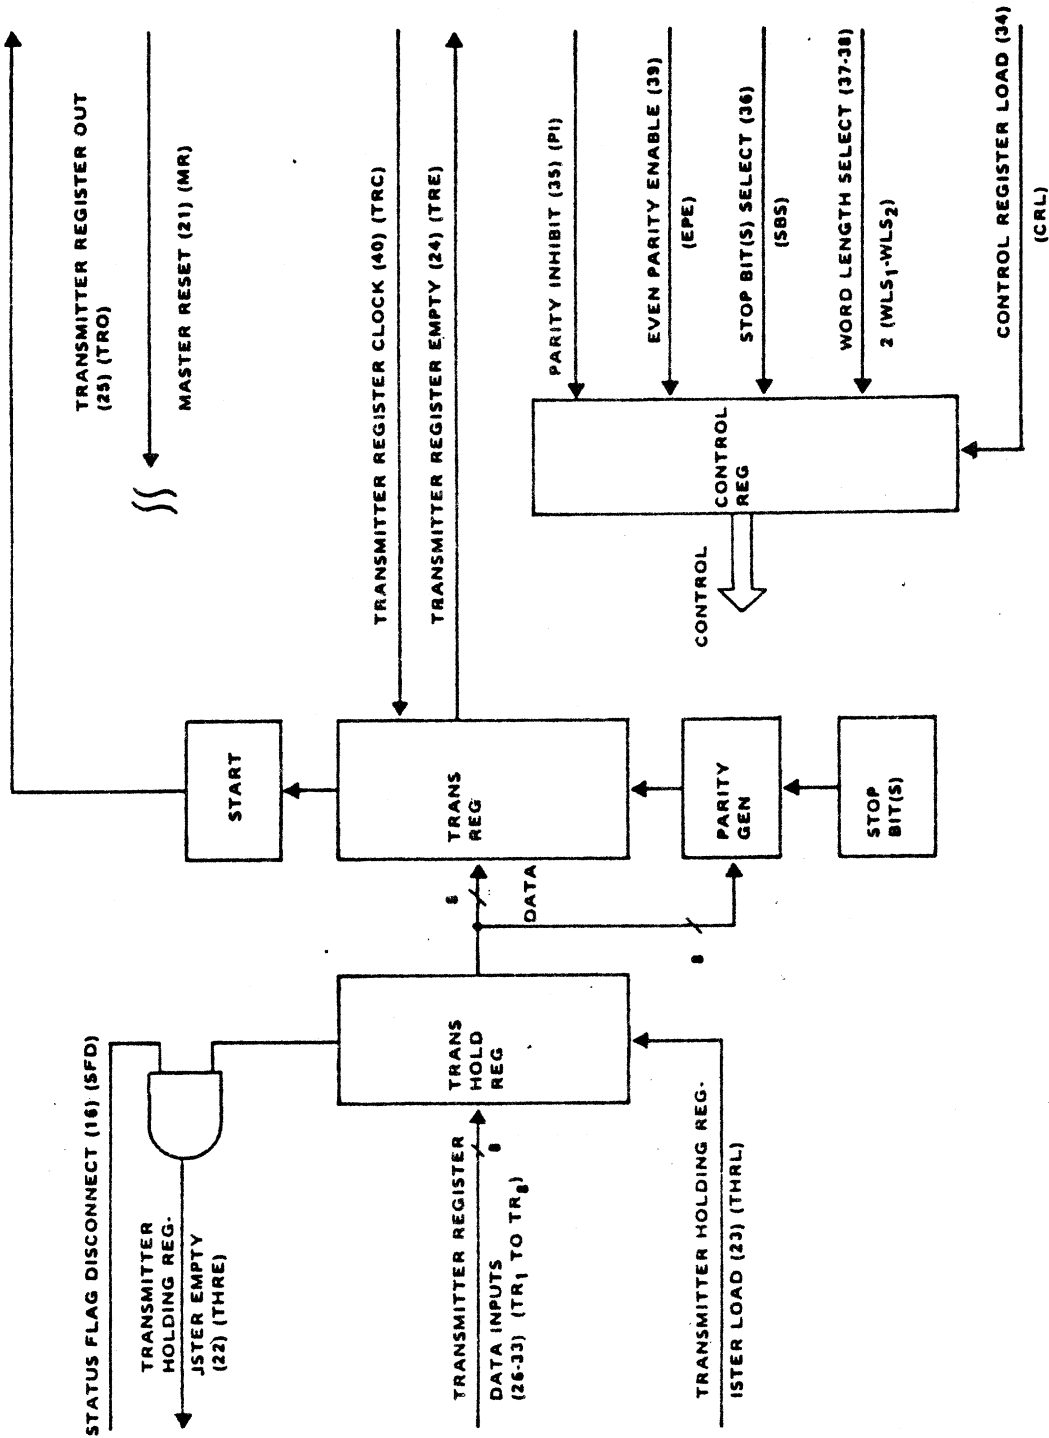 STATUS FLAG DISCONNECT (16) (SFD)
TRANSMITTER
HOLDING REG-
JSTER EMPTY
(22) (THRE)
TRANSMITTER REGISTER
DATA INPUTS
(26-33) (TR1 TO TR8)
8
TRANSMITTER HOLDING REG-
ISTER LOAD (23) (THRL)
TRANS
HOLD
REG
8
DATA
8
START
TRANS
REG
PARITY
GEN
STOP
BIT(S)
TRANSMITTER REGISTER OUT
(25) (TRO)
MASTER RESET (21) (MR)
TRANSMITTER REGISTER CLOCK (40) (TRC)
TRANSMITTER REGISTER EMPTY (24) (TRE)
CONTROL
CONTROL
REG
PARITY INHIBIT (35) (PI)
EVEN PARITY ENABLE (39)
(EPE)
STOP BIT(S) SELECT (36)
(SBS)
WORD LENGTH SELECT (37-38)
2 (WLS1-WLS2)
CONTROL REGISTER LOAD (34)
(CRL)